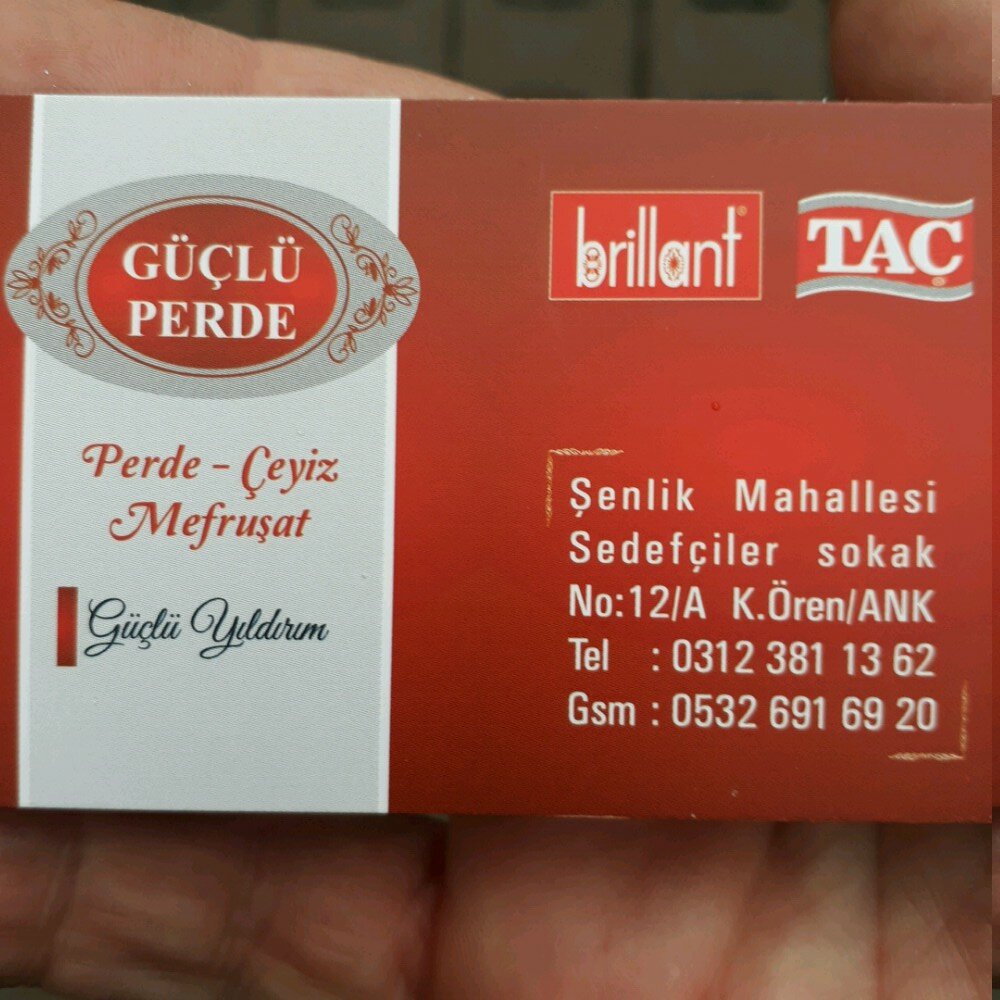 GÜÇLÜ
PERDE
Perde - Çeyiz
Mefruşat
Güçlü Yıldırım
brillant
TAÇ
Şenlik Mahallesi
Sedefçiler sokak
No:12/A K.Ören/ANK
Tel : 0312 381 13 62
Gsm : 0532 691 69 20